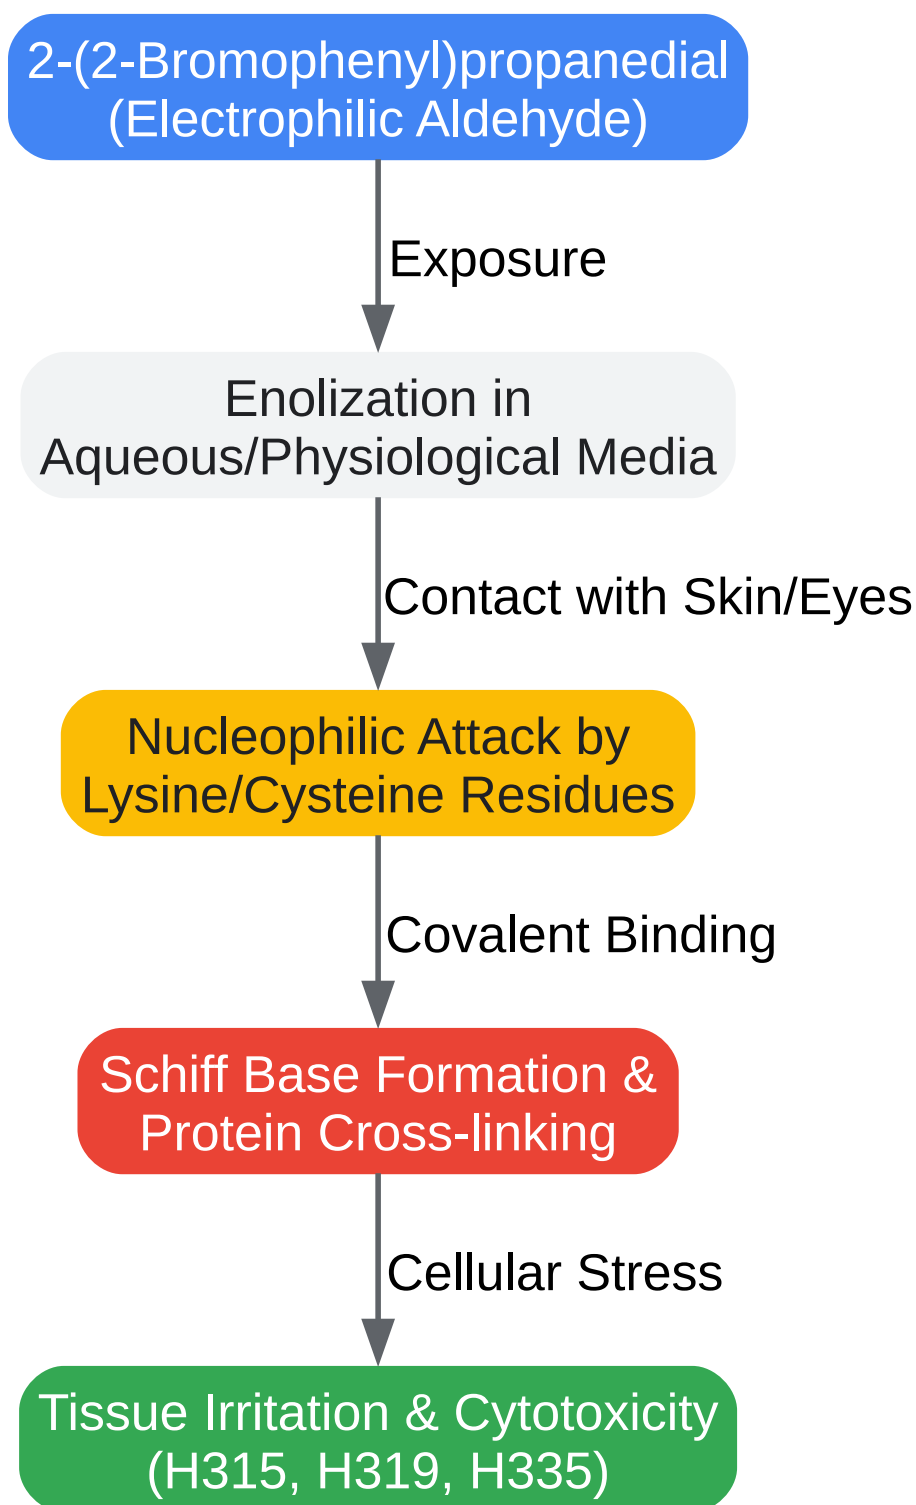 2-(2-Bromophenyl)propanedial
(Electrophilic Aldehyde)
Exposure
Enolization in
Aqueous/Physiological Media
Contact with Skin/Eyes
Nucleophilic Attack by
Lysine/Cysteine Residues
Covalent Binding
Schiff Base Formation &
Protein Cross-linking
Cellular Stress
Tissue Irritation & Cytotoxicity
(H315, H319, H335)